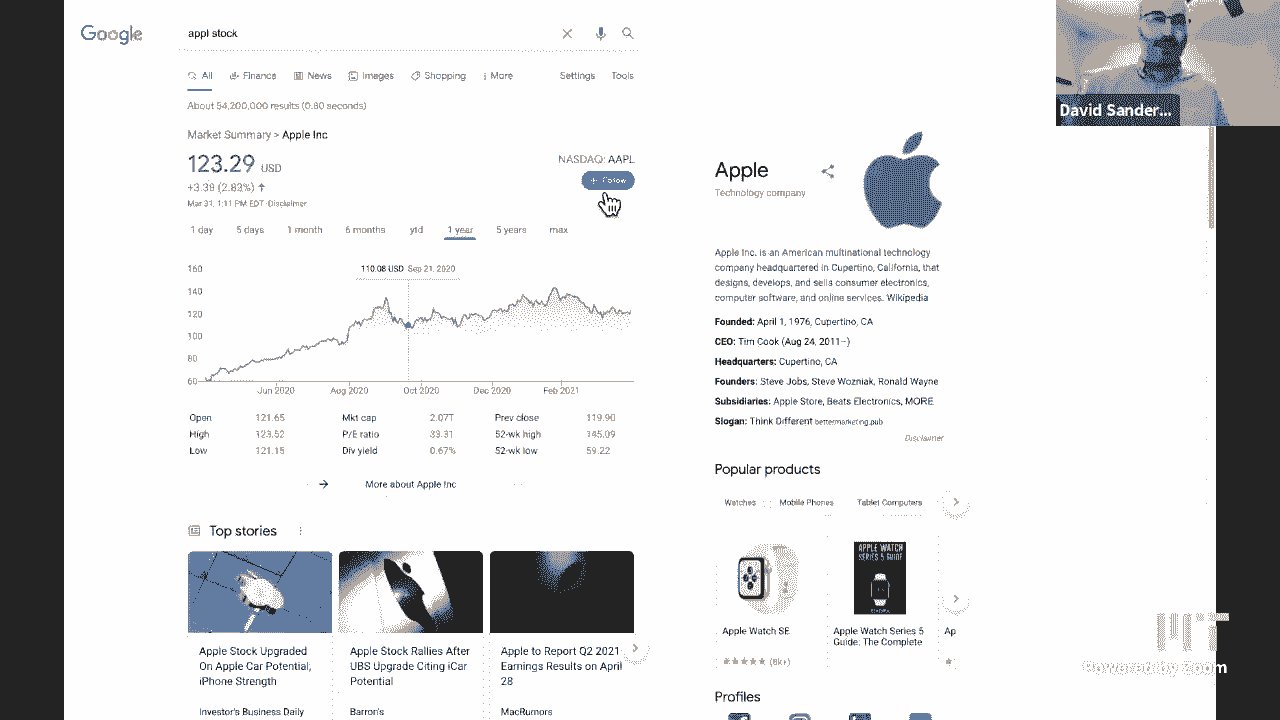 Google
appl stock
All
Finance
News
Images
Shopping
More
Settings
Tools
About 54,200,000 results (0.80 seconds)
Market Summary > Apple Inc
123.29 USD
+3.39 (2.83%) ↑
Mar 31, 1:11 PM EDT · Disclaimer
NASDAQ: AAPL
+ Follow
1 day
5 days
1 month
6 months
ytd
1 year
5 years
max
110.08 USD Sep 21, 2020
160
140
120
100
80
60
Jun 2020
Aug 2020
Oct 2020
Dec 2020
Feb 2021
Open 121.65
High 123.52
Low 121.15
Mkt cap 2.07T
P/E ratio 33.31
Div yield 0.67%
Prev close 119.90
52-wk high 145.09
52-wk low 59.22
More about Apple Inc
Top stories
Apple Stock Upgraded
On Apple Car Potential,
iPhone Strength
Investor's Business Daily
Apple Stock Rallies After
UBS Upgrade Citing iCar
Potential
Barron's
Apple to Report Q2 2021
Earnings Results on April
28
MacRumors
Apple
Technology company
Apple Inc. is an American multinational technology
company headquartered in Cupertino, California, that
designs, develops, and sells consumer electronics,
computer software, and online services. Wikipedia
Founded: April 1, 1976, Cupertino, CA
CEO: Tim Cook (Aug 24, 2011–)
Headquarters: Cupertino, CA
Founders: Steve Jobs, Steve Wozniak, Ronald Wayne
Subsidiaries: Apple Store, Beats Electronics, MORE
Slogan: Think Different bettermarketing.pub
Disclaimer
Popular products
Watches
Mobile Phones
Tablet Computers
APPLE WATCH
SERIES 5 GUIDE
Apple Watch SE
(8k+)
Apple Watch Series 5
Guide: The Complete
Ap
Profiles
David Sander...
MIT
Powered by Zoom